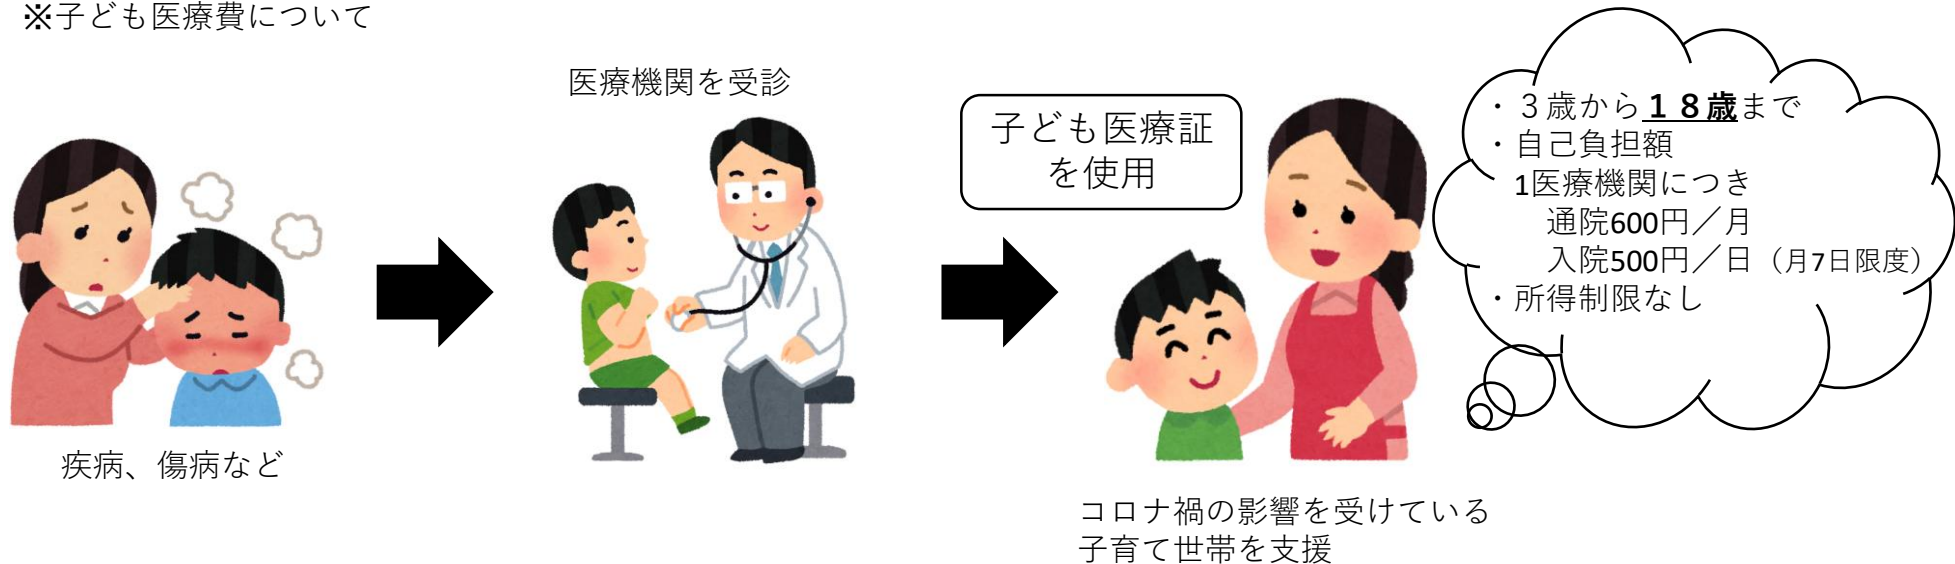 ※子ども医療費について
医療機関を受診
子ども医療証
を使用
・３歳から１８歳まで
・自己負担額
1医療機関につき
通院600円／月
入院500円／日（月7日限度）
・所得制限なし
疾病、傷病など
コロナ禍の影響を受けている
子育て世帯を支援